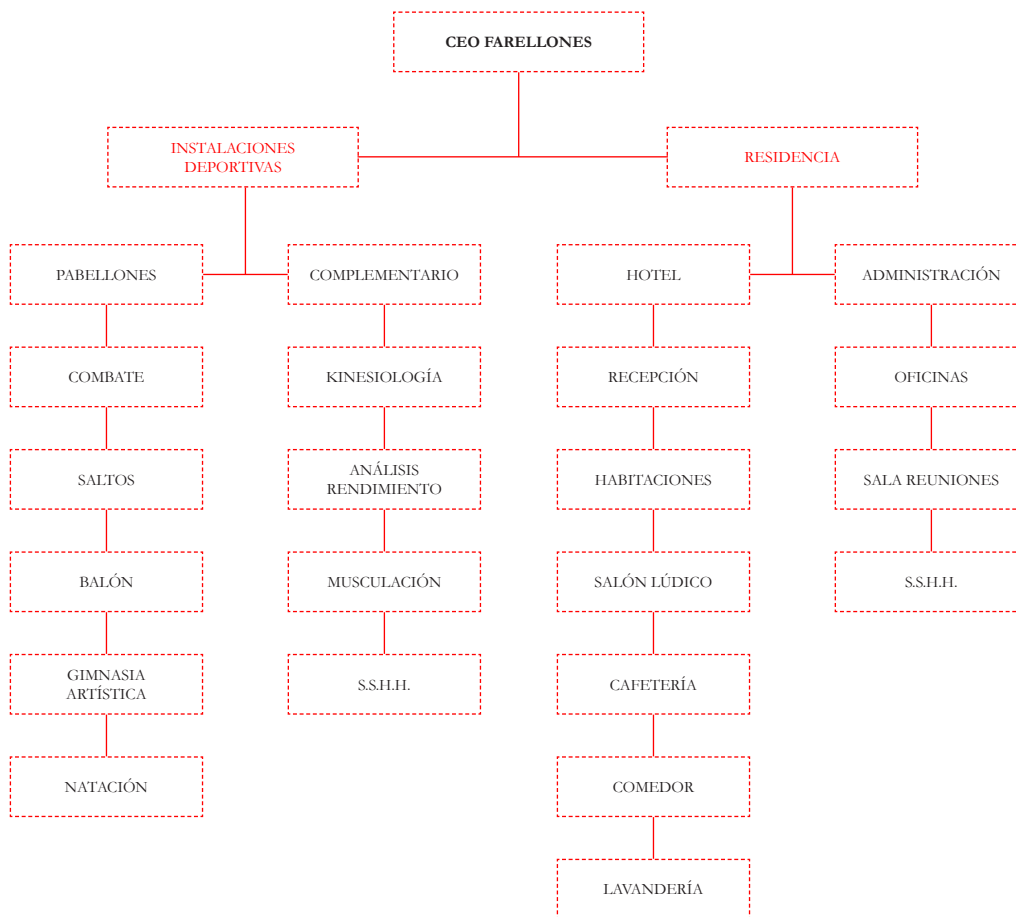 CEO FARELLONES
INSTALACIONES
DEPORTIVAS
RESIDENCIA
PABELLONES
COMPLEMENTARIO
HOTEL
ADMINISTRACIÓN
COMBATE
KINESIOLOGÍA
RECEPCIÓN
OFICINAS
SALTOS
ANÁLISIS
RENDIMIENTO
HABITACIONES
SALA REUNIONES
BALÓN
MUSCULACIÓN
SALÓN LÚDICO
S.S.H.H.
GIMNASIA
ARTÍSTICA
S.S.H.H.
CAFETERÍA
NATACIÓN
COMEDOR
LAVANDERÍA